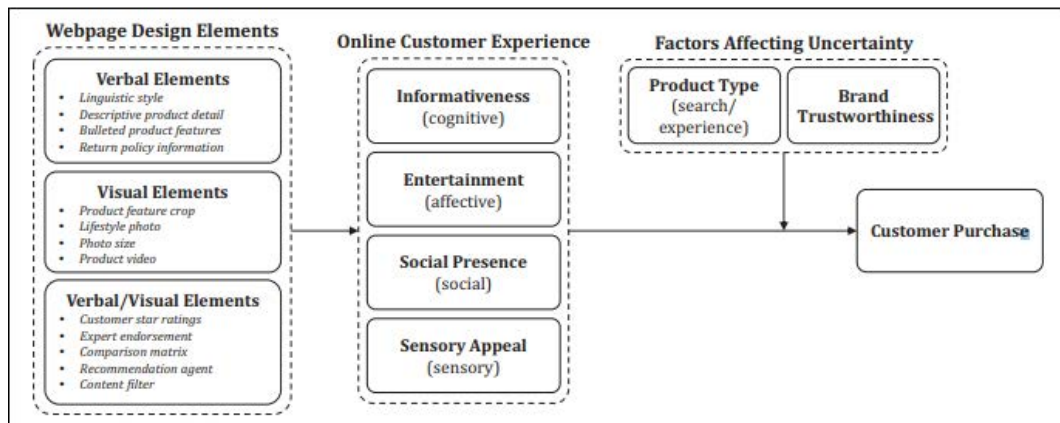 Webpage Design Elements
Verbal Elements
• Linguistic style
• Descriptive product detail
• Bulleted product features
• Return policy information
Visual Elements
• Product feature crop
• Lifestyle photo
• Photo size
• Product video
Verbal/Visual Elements
• Customer star ratings
• Expert endorsement
• Comparison matrix
• Recommendation agent
• Content filter
Online Customer Experience
Informativeness
(cognitive)
Entertainment
(affective)
Social Presence
(social)
Sensory Appeal
(sensory)
Factors Affecting Uncertainty
Product Type
(search/
experience)
Brand
Trustworthiness
Customer Purchase